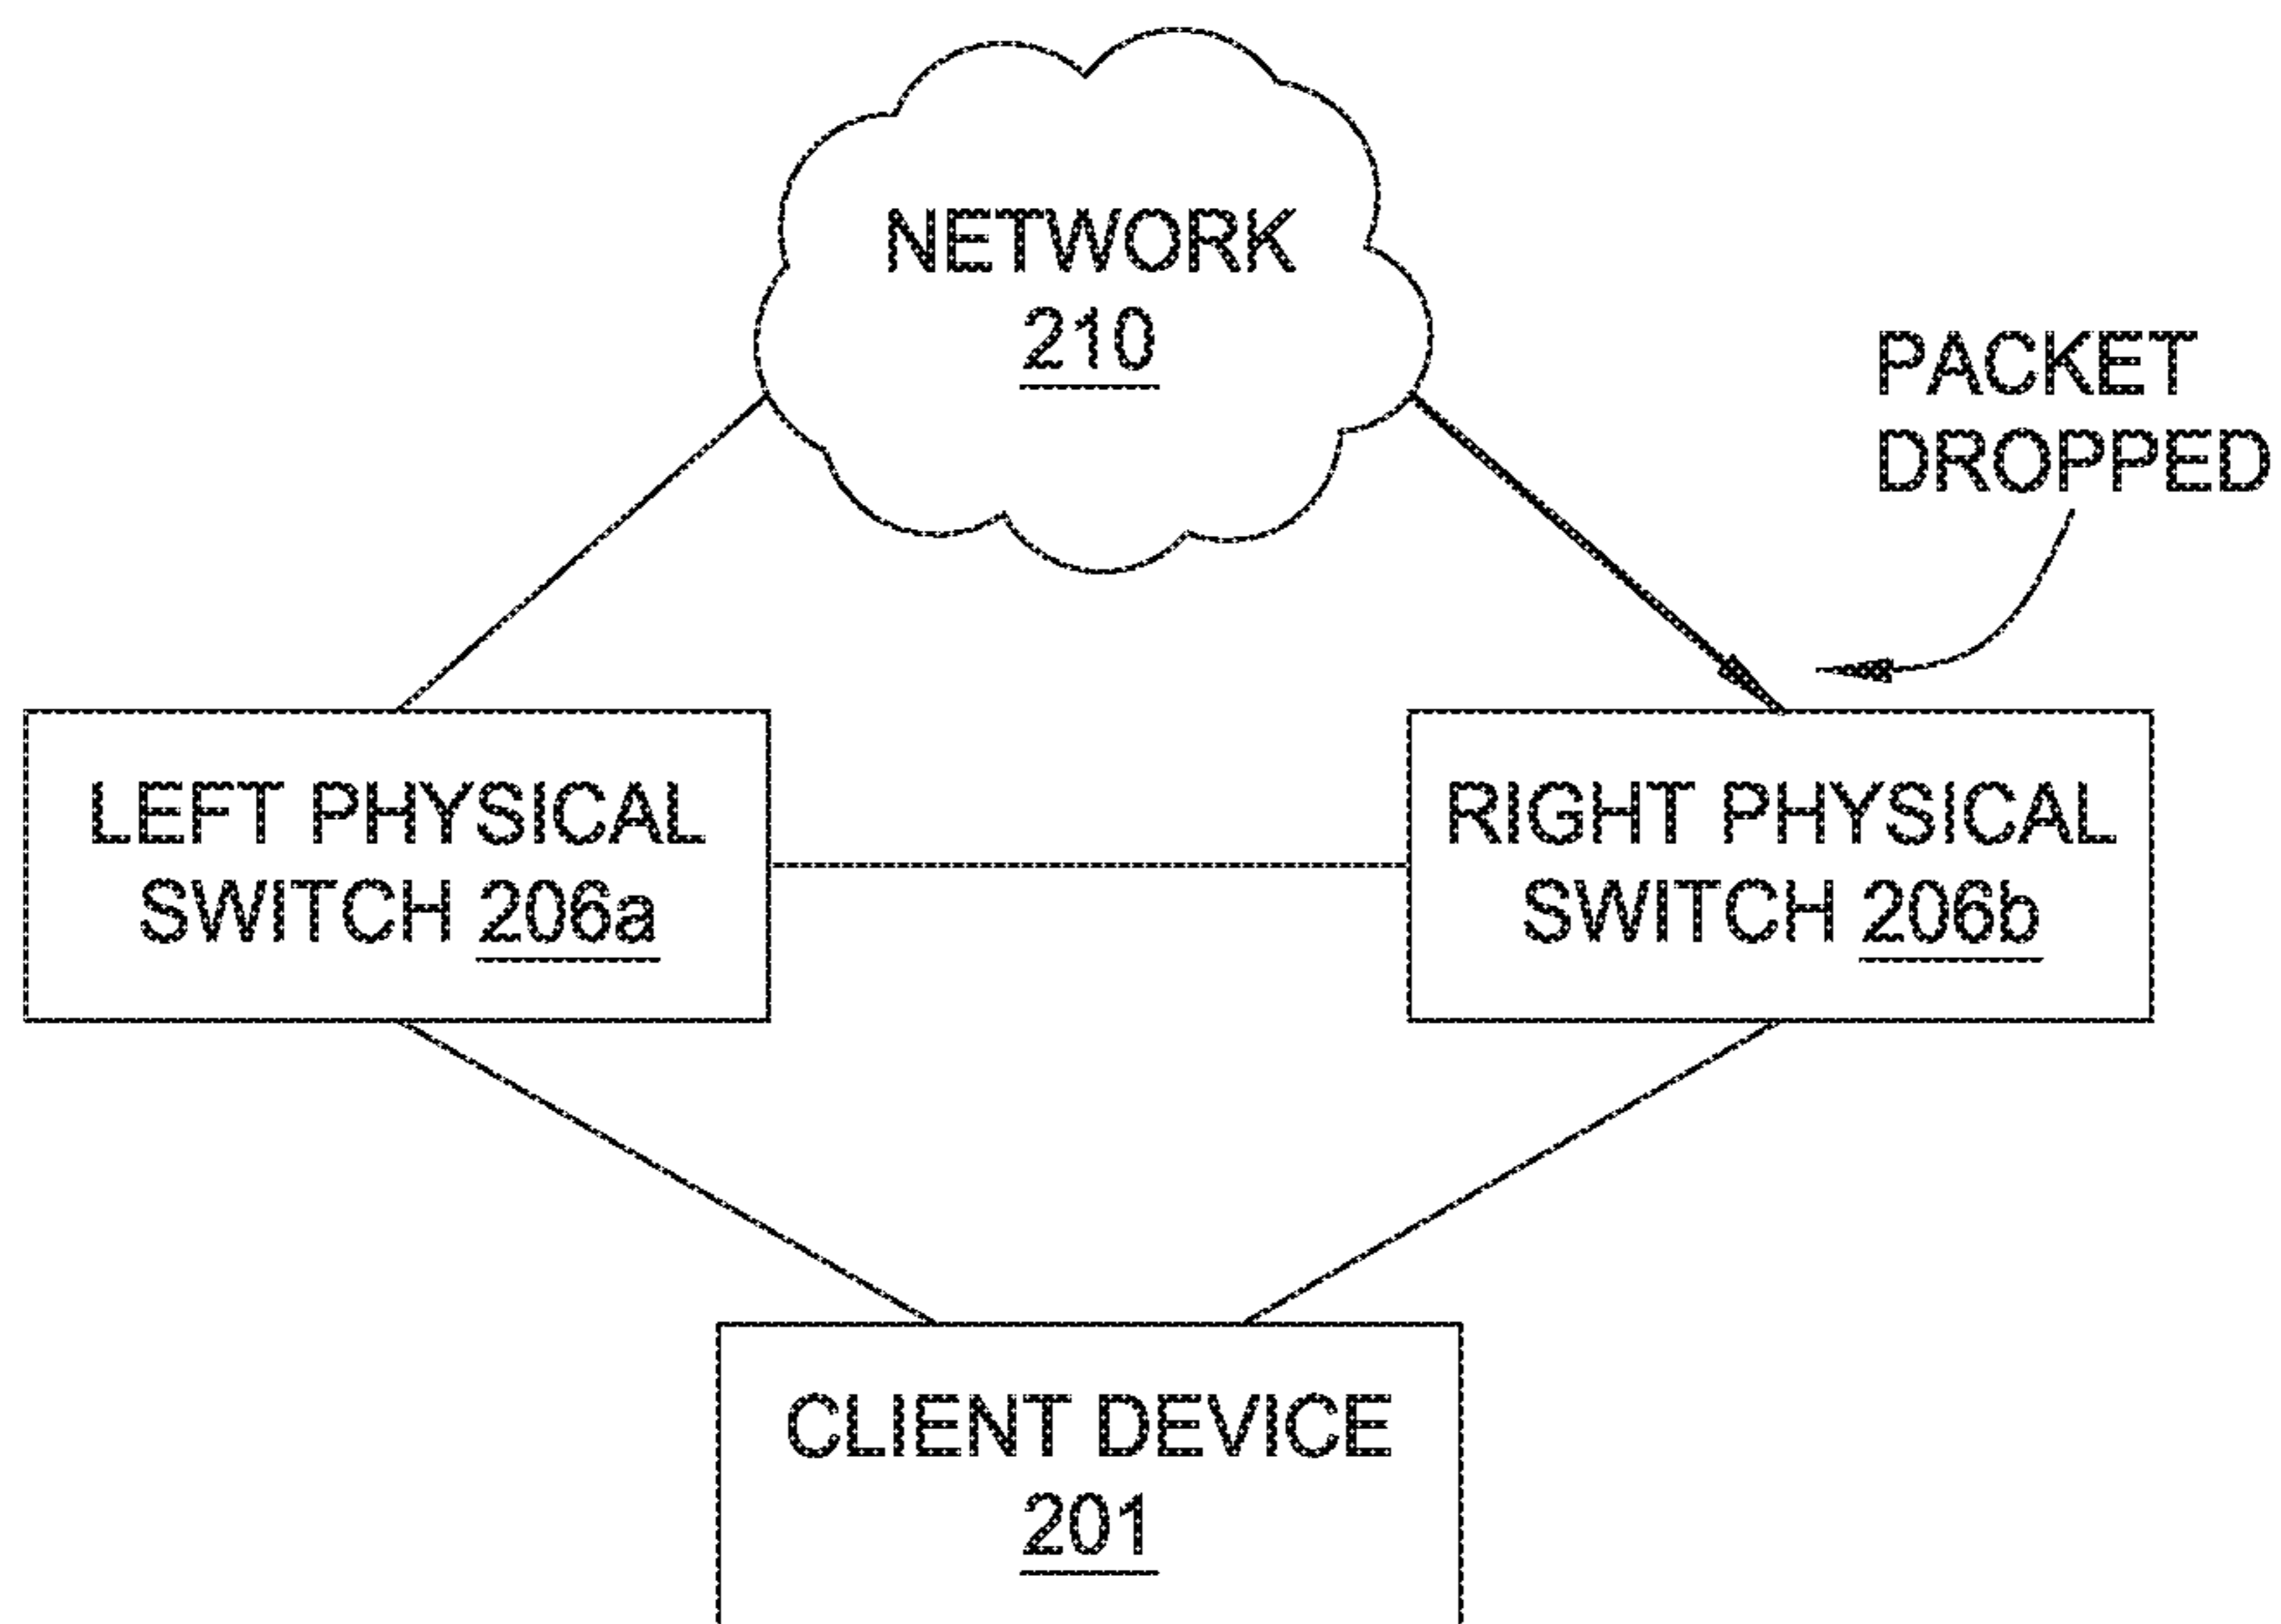 NETWORK
210
PACKET
DROPPED
LEFT PHYSICAL
SWITCH 206a
RIGHT PHYSICAL
SWITCH 206b
CLIENT DEVICE
201